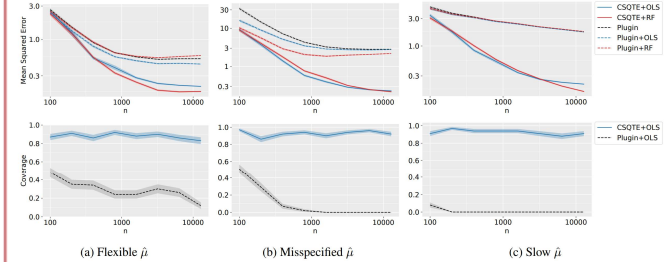 Mean Squared Error
3.0
1.0
0.3
100
1000
10000
n
30
10
3
1
0.3
100
1000
10000
n
3.0
1.0
0.3
100
1000
10000
n
CSQTE+OLS
CSQTE+RF
Plugin
Plugin+OLS
Plugin+RF
Coverage
1.0
0.8
0.6
0.4
0.2
0.0
100
1000
10000
n
1.0
0.8
0.6
0.4
0.2
0.0
100
1000
10000
n
1.0
0.8
0.6
0.4
0.2
0.0
100
1000
10000
n
CSQTE+OLS
Plugin+OLS
(a) Flexible μ̂
(b) Misspecified μ̂
(c) Slow μ̂